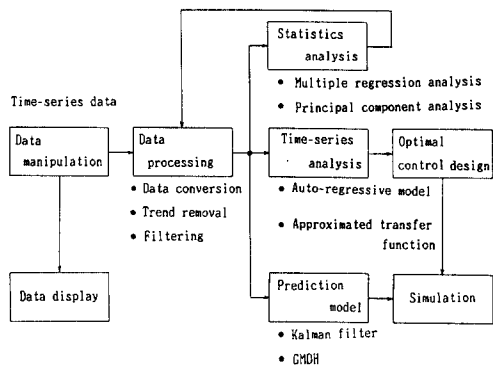 Statistics
analysis
• Multiple regression analysis
• Principal component analysis
Time-series data
Data
manipulation
Data
processing
• Data conversion
• Trend removal
• Filtering
Time-series
analysis
• Auto-regressive model
• Approximated transfer
function
Optimal
control design
Data display
Prediction
model
• Kalman filter
• GMDH
Simulation